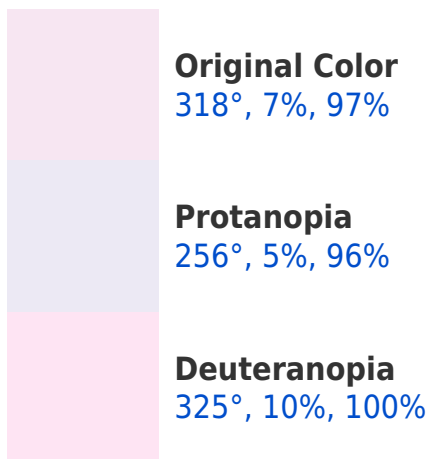 Original Color
318°, 7%, 97%
Protanopia
256°, 5%, 96%
Deuteranopia
325°, 10%, 100%